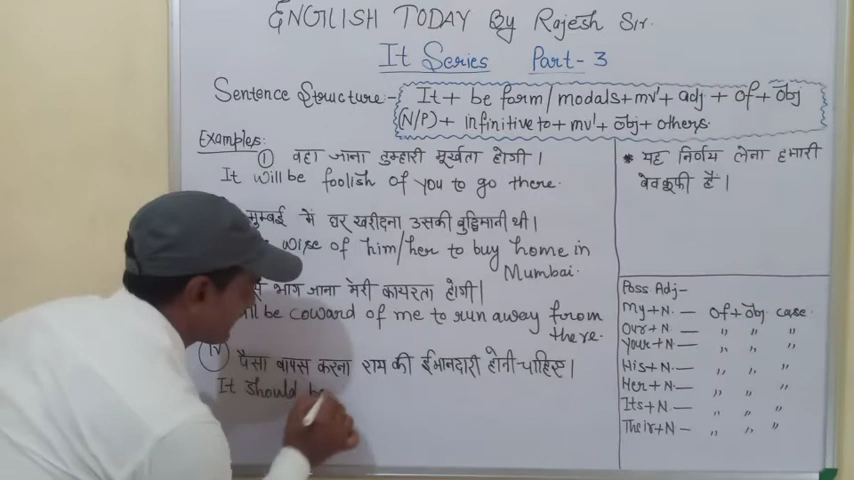 ENGLISH TODAY By Rajesh Sir.
It Series Part-3
Sentence Structure:- It + be form/modals+mv¹+ adj + of + obj
(N/P) + infinitive to + mv¹ + obj + others.
Examples:
(i) वहा जाना तुम्हारी मूर्खता होगी।
It will be foolish of you to go there.
मुम्बई में घर खरीदना उसकी बुद्धिमानी थी।
wise of him/her to buy home in
Mumbai.
भाग जाना मेरी कायरता होगी।
be coward of me to run away from
there.
(iv) पैसा वापस करना राम की ईमानदारी होनी चाहिए।
It should b
* यह निर्णय लेना हमारी
बेवकूफी हैं।
Poss Adj-
My+N. — of+obj case.
Our+N. — " " "
Your+N — " " "
His+N — " " "
Her+N — " " "
Its+N — " " "
Their+N — " " "